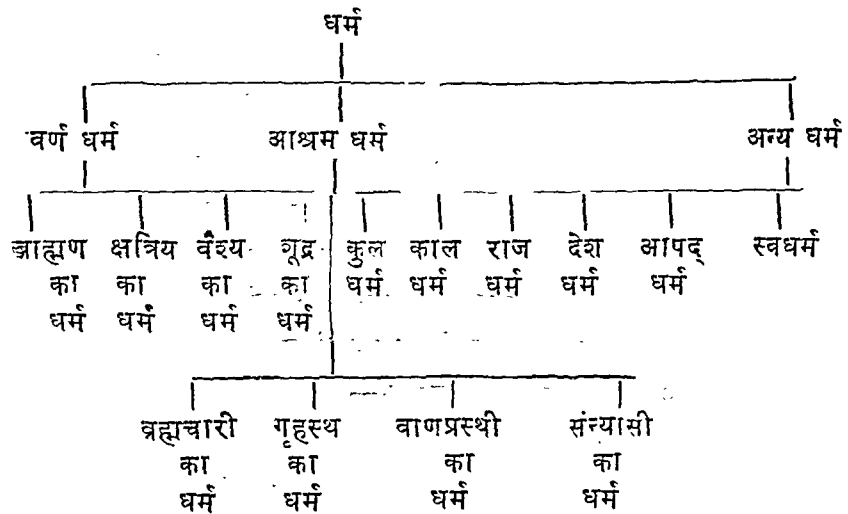 धर्म
वर्ण धर्म आश्रम धर्म अन्य धर्म
ब्राह्मण क्षत्रिय वैश्य शूद्र कुल काल राज देश आपद् स्वधर्म
का का का का धर्म धर्म धर्म धर्म धर्म
धर्म धर्म धर्म धर्म
ब्रह्मचारी गृहस्थ वाणप्रस्थी संन्यासी
का का का का
धर्म धर्म धर्म धर्म